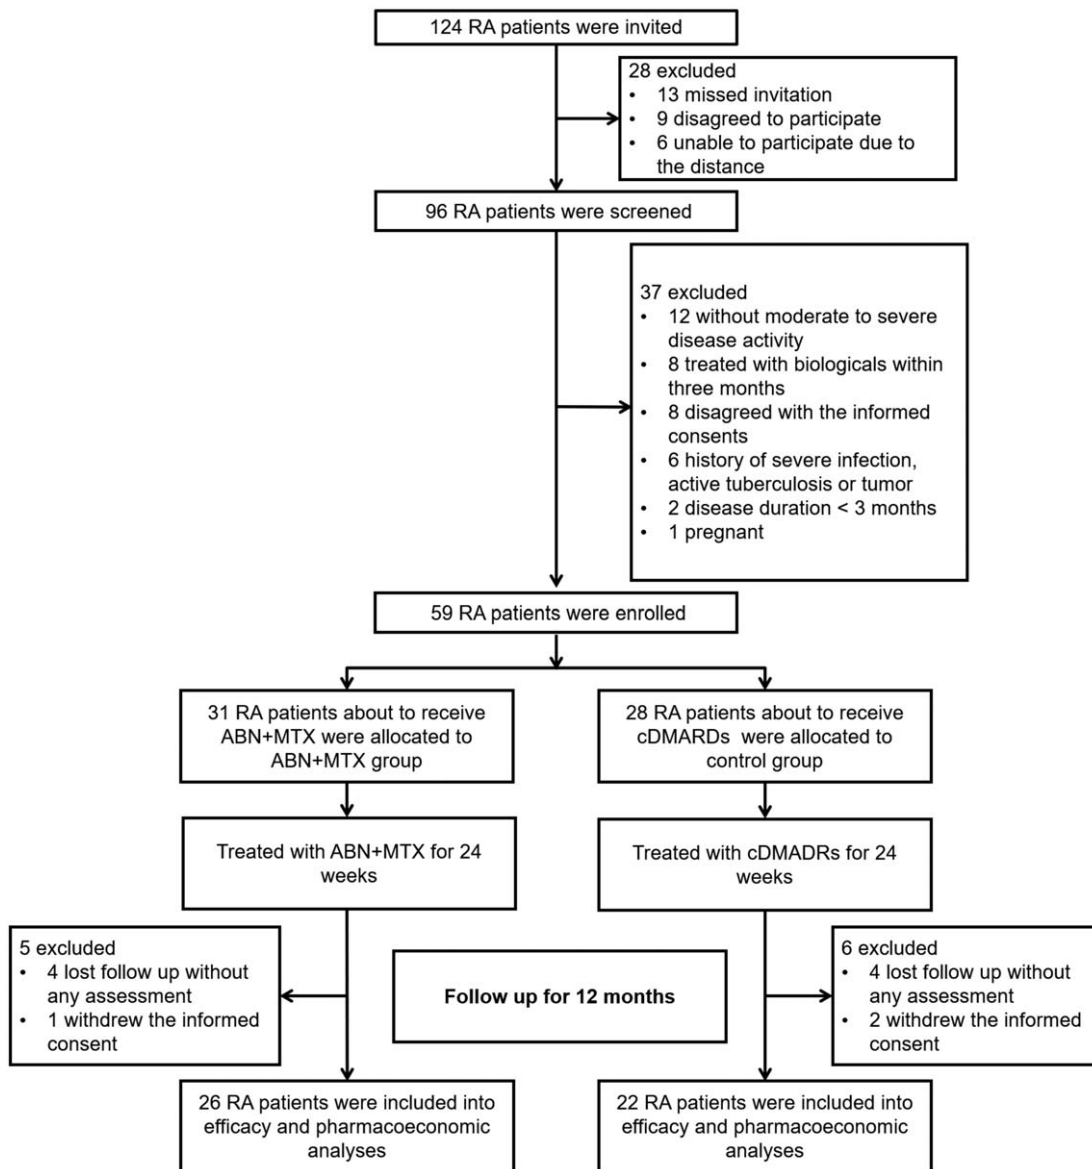 124 RA patients were invited
28 excluded
• 13 missed invitation
• 9 disagreed to participate
• 6 unable to participate due to
the distance
96 RA patients were screened
37 excluded
• 12 without moderate to severe
disease activity
• 8 treated with biologicals within
three months
• 8 disagreed with the informed
consents
• 6 history of severe infection,
active tuberculosis or tumor
• 2 disease duration < 3 months
• 1 pregnant
59 RA patients were enrolled
31 RA patients about to receive
ABN+MTX were allocated to
ABN+MTX group
28 RA patients about to receive
cDMARDs were allocated to
control group
Treated with ABN+MTX for 24
weeks
Treated with cDMADRs for 24
weeks
5 excluded
• 4 lost follow up without
any assessment
• 1 withdrew the informed
consent
Follow up for 12 months
6 excluded
• 4 lost follow up without
any assessment
• 2 withdrew the informed
consent
26 RA patients were included into
efficacy and pharmacoeconomic
analyses
22 RA patients were included into
efficacy and pharmacoeconomic
analyses